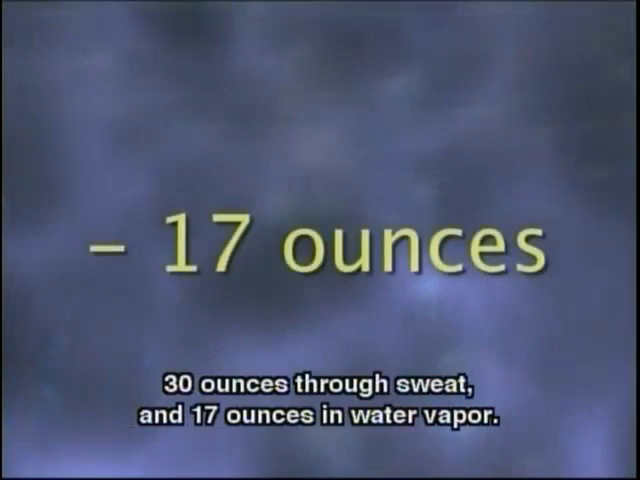 – 17 ounces
30 ounces through sweat,
and 17 ounces in water vapor.